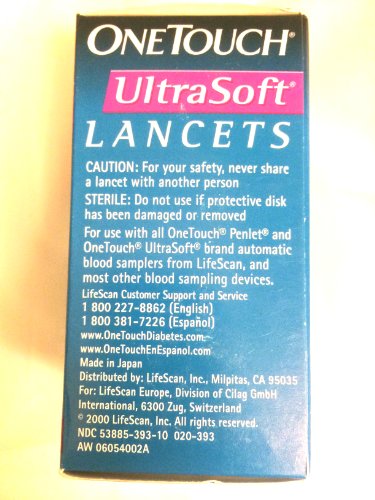 ONETOUCH®
UltraSoft®
LANCETS
CAUTION: For your safety, never share
a lancet with another person
STERILE: Do not use if protective disk
has been damaged or removed
For use with all OneTouch® Penlet® and
OneTouch® UltraSoft® brand automatic
blood samplers from LifeScan, and
most other blood sampling devices.
LifeScan Customer Support and Service
1 800 227-8862 (English)
1 800 381-7226 (Español)
www.OneTouchDiabetes.com
www.OneTouchEnEspanol.com
Made in Japan
Distributed by: LifeScan, Inc., Milpitas, CA 95035
For: LifeScan Europe, Division of Cilag GmbH
International, 6300 Zug, Switzerland
© 2000 LifeScan, Inc. All rights reserved.
NDC 53885-393-10 020-393
AW 06054002A